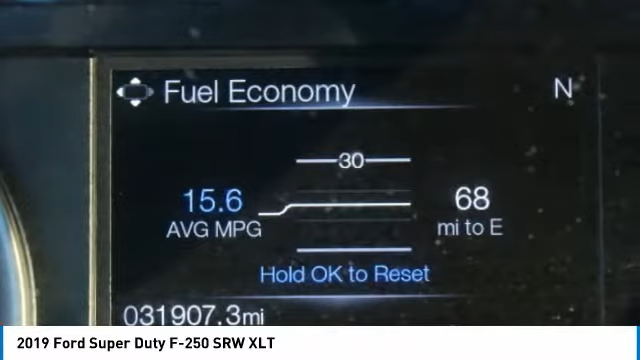 Fuel Economy N
30
15.6 68
AVG MPG mi to E
Hold OK to Reset
031907.3mi
2019 Ford Super Duty F-250 SRW XLT